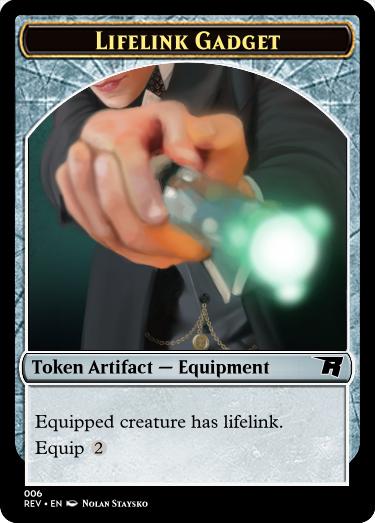 Lifelink Gadget
Token Artifact — Equipment
Equipped creature has lifelink.
Equip 2
006
REV • EN Nolan Staysko